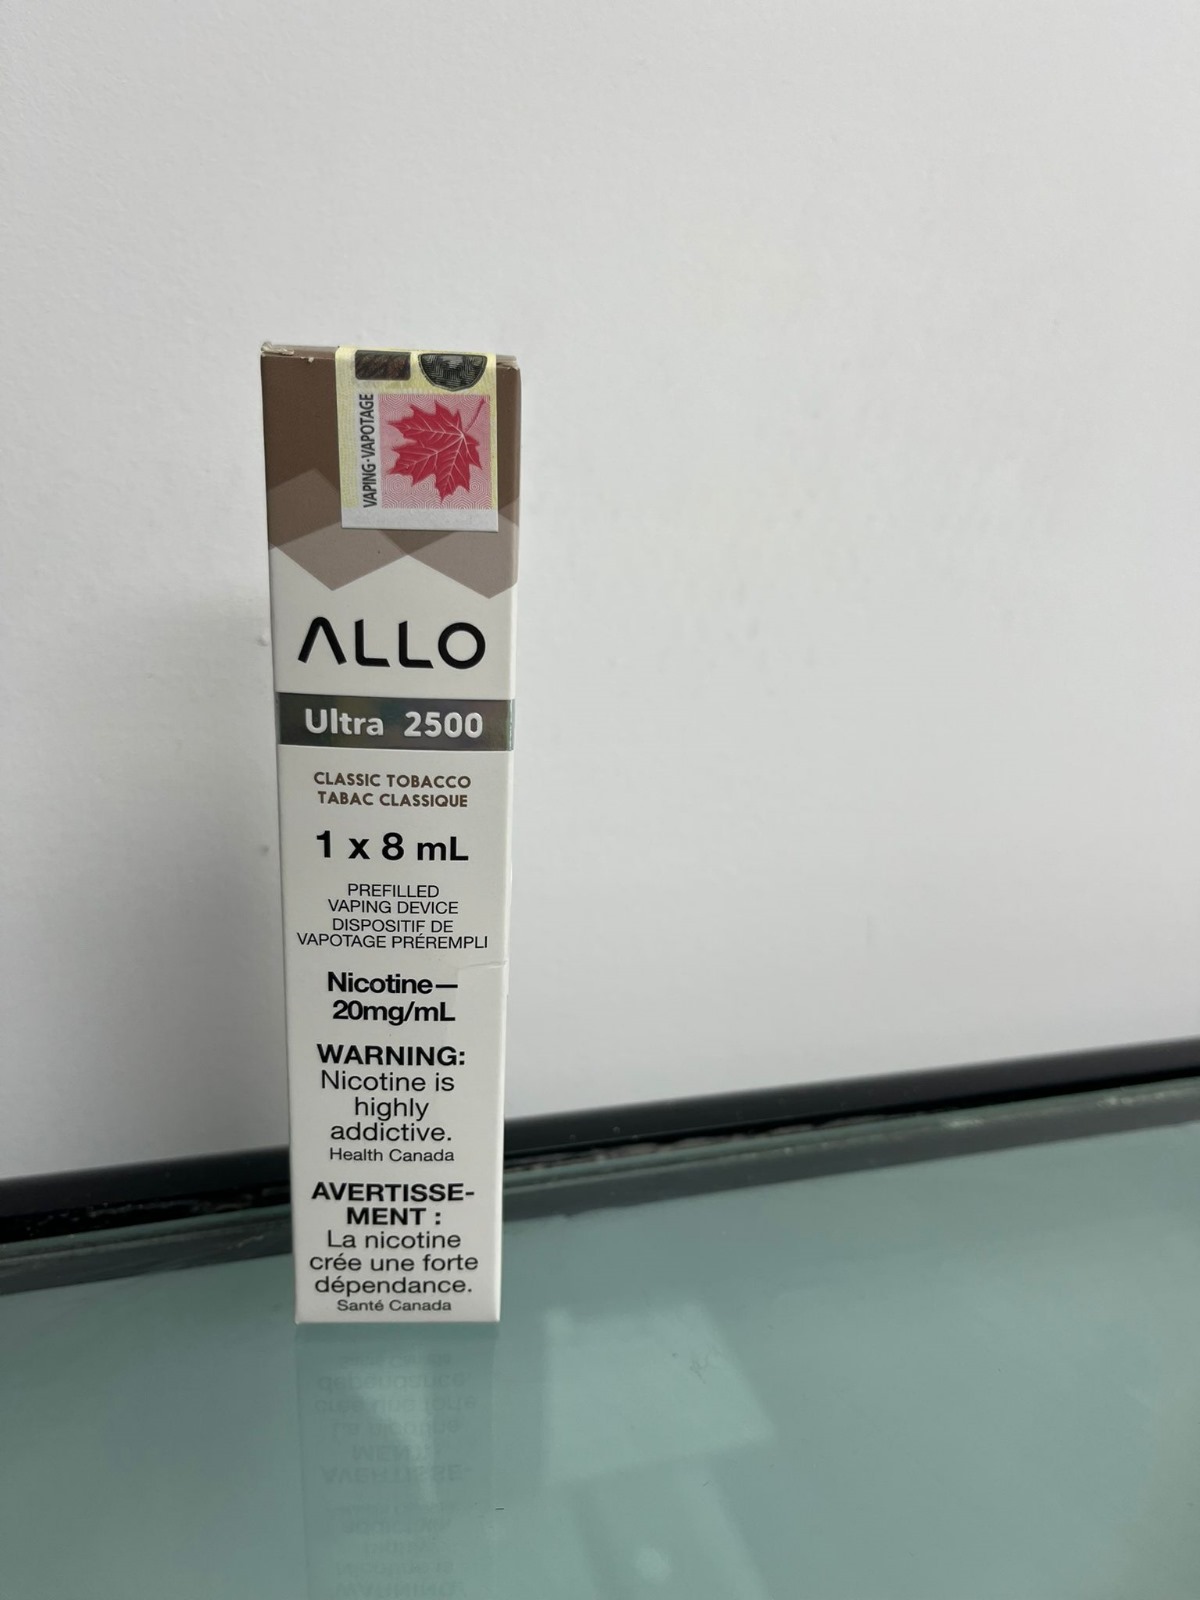 VAPING·VAPOTAGE
ALLO
Ultra 2500
CLASSIC TOBACCO
TABAC CLASSIQUE
1 x 8 mL
PREFILLED
VAPING DEVICE
DISPOSITIF DE
VAPOTAGE PRÉREMPLI
Nicotine—
20mg/mL
WARNING:
Nicotine is
highly
addictive.
Health Canada
AVERTISSE-
MENT :
La nicotine
crée une forte
dépendance.
Santé Canada